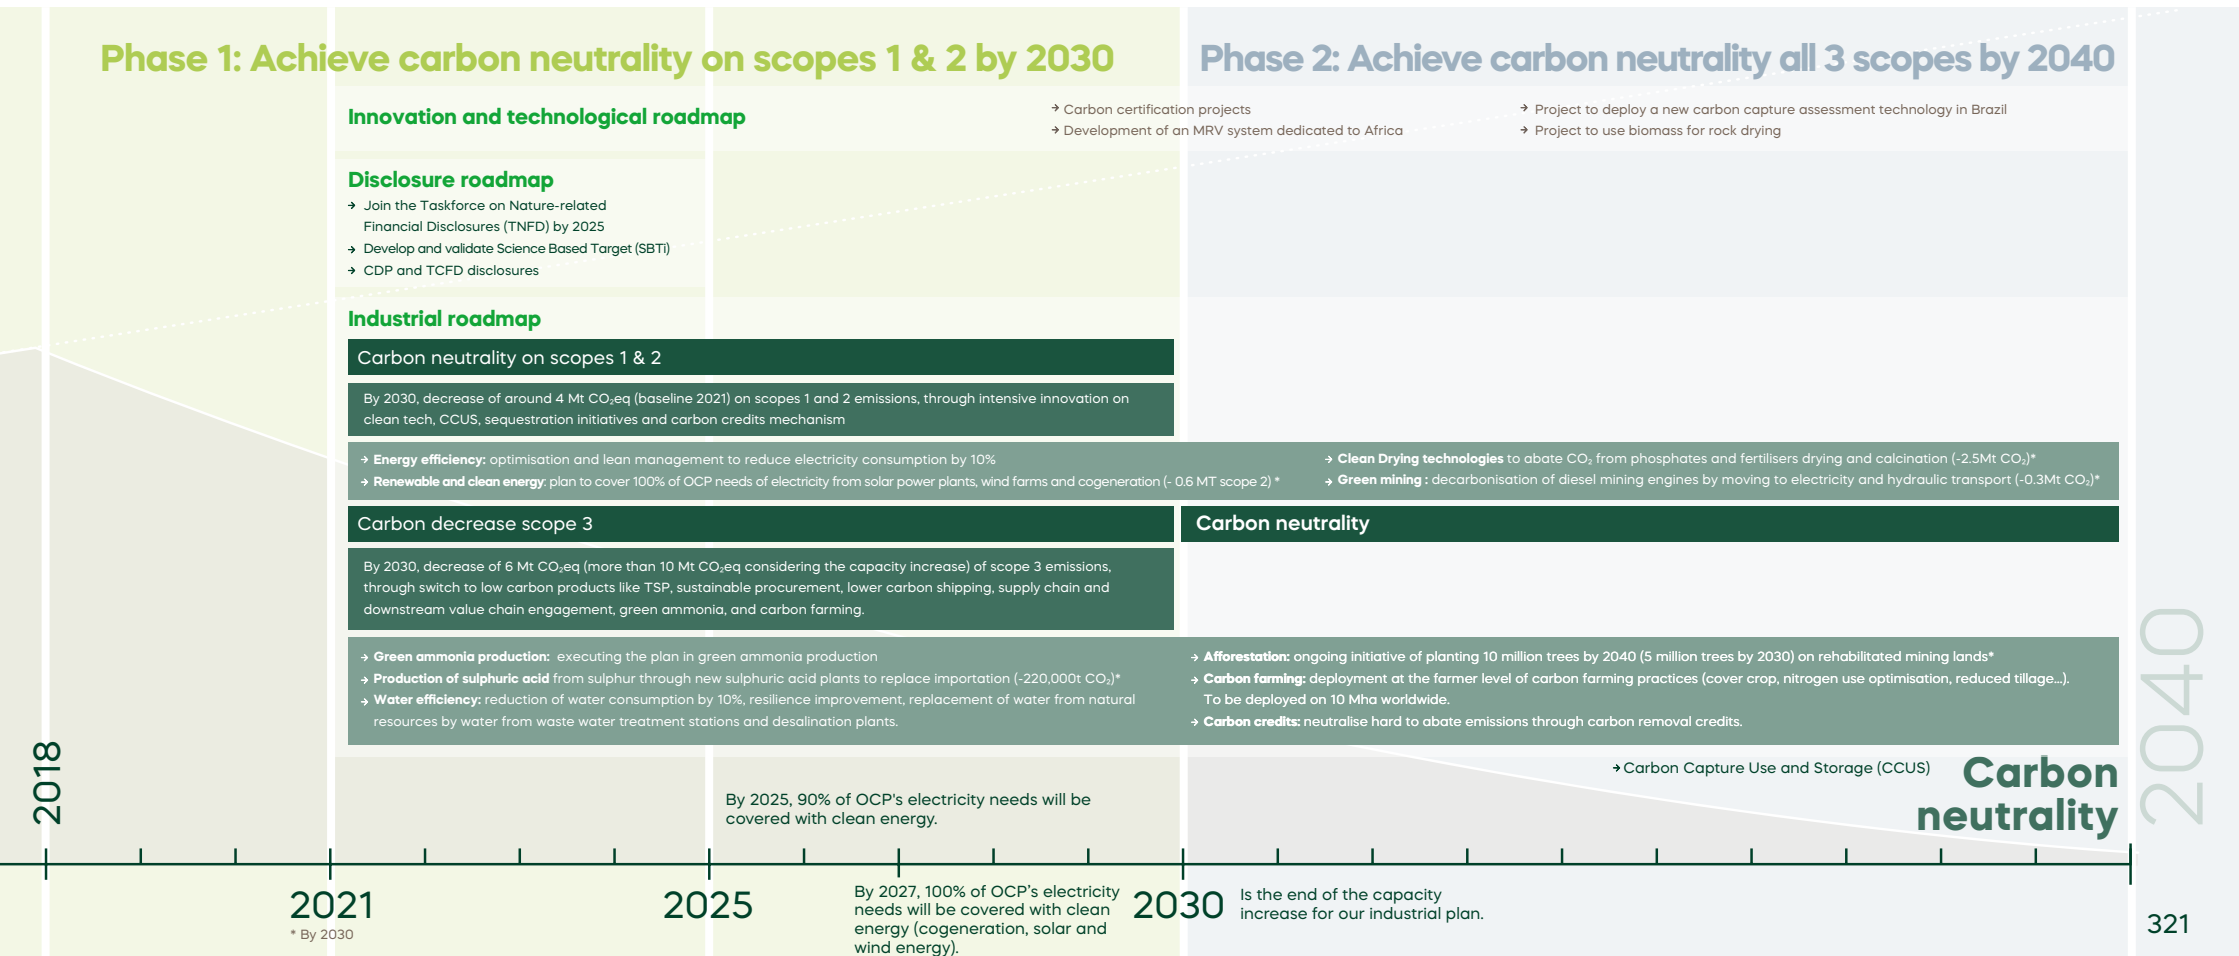 Phase 1: Achieve carbon neutrality on scopes 1 & 2 by 2030
Phase 2: Achieve carbon neutrality all 3 scopes by 2040
Innovation and technological roadmap
→ Carbon certification projects
→ Development of an MRV system dedicated to Africa
→ Project to deploy a new carbon capture assessment technology in Brazil
→ Project to use biomass for rock drying
Disclosure roadmap
→ Join the Taskforce on Nature-related
Financial Disclosures (TNFD) by 2025
→ Develop and validate Science Based Target (SBTi)
→ CDP and TCFD disclosures
Industrial roadmap
Carbon neutrality on scopes 1 & 2
By 2030, decrease of around 4 Mt CO₂eq (baseline 2021) on scopes 1 and 2 emissions, through intensive innovation on
clean tech, CCUS, sequestration initiatives and carbon credits mechanism
→ Energy efficiency: optimisation and lean management to reduce electricity consumption by 10%
→ Renewable and clean energy: plan to cover 100% of OCP needs of electricity from solar power plants, wind farms and cogeneration (- 0.6 MT scope 2) *
→ Clean Drying technologies to abate CO₂ from phosphates and fertilisers drying and calcination (-2.5Mt CO₂)*
→ Green mining : decarbonisation of diesel mining engines by moving to electricity and hydraulic transport (-0.3Mt CO₂)*
Carbon decrease scope 3
Carbon neutrality
By 2030, decrease of 6 Mt CO₂eq (more than 10 Mt CO₂eq considering the capacity increase) of scope 3 emissions,
through switch to low carbon products like TSP, sustainable procurement, lower carbon shipping, supply chain and
downstream value chain engagement, green ammonia, and carbon farming.
→ Green ammonia production: executing the plan in green ammonia production
→ Production of sulphuric acid from sulphur through new sulphuric acid plants to replace importation (-220,000t CO₂)*
→ Water efficiency: reduction of water consumption by 10%, resilience improvement, replacement of water from natural
resources by water from waste water treatment stations and desalination plants.
→ Afforestation: ongoing initiative of planting 10 million trees by 2040 (5 million trees by 2030) on rehabilitated mining lands*
→ Carbon farming: deployment at the farmer level of carbon farming practices (cover crop, nitrogen use optimisation, reduced tillage...).
To be deployed on 10 Mha worldwide.
→ Carbon credits: neutralise hard to abate emissions through carbon removal credits.
→ Carbon Capture Use and Storage (CCUS)
Carbon
neutrality
By 2025, 90% of OCP's electricity needs will be
covered with clean energy.
2018
2021
* By 2030
2025
By 2027, 100% of OCP's electricity
needs will be covered with clean
energy (cogeneration, solar and
wind energy).
2030
Is the end of the capacity
increase for our industrial plan.
2040
321